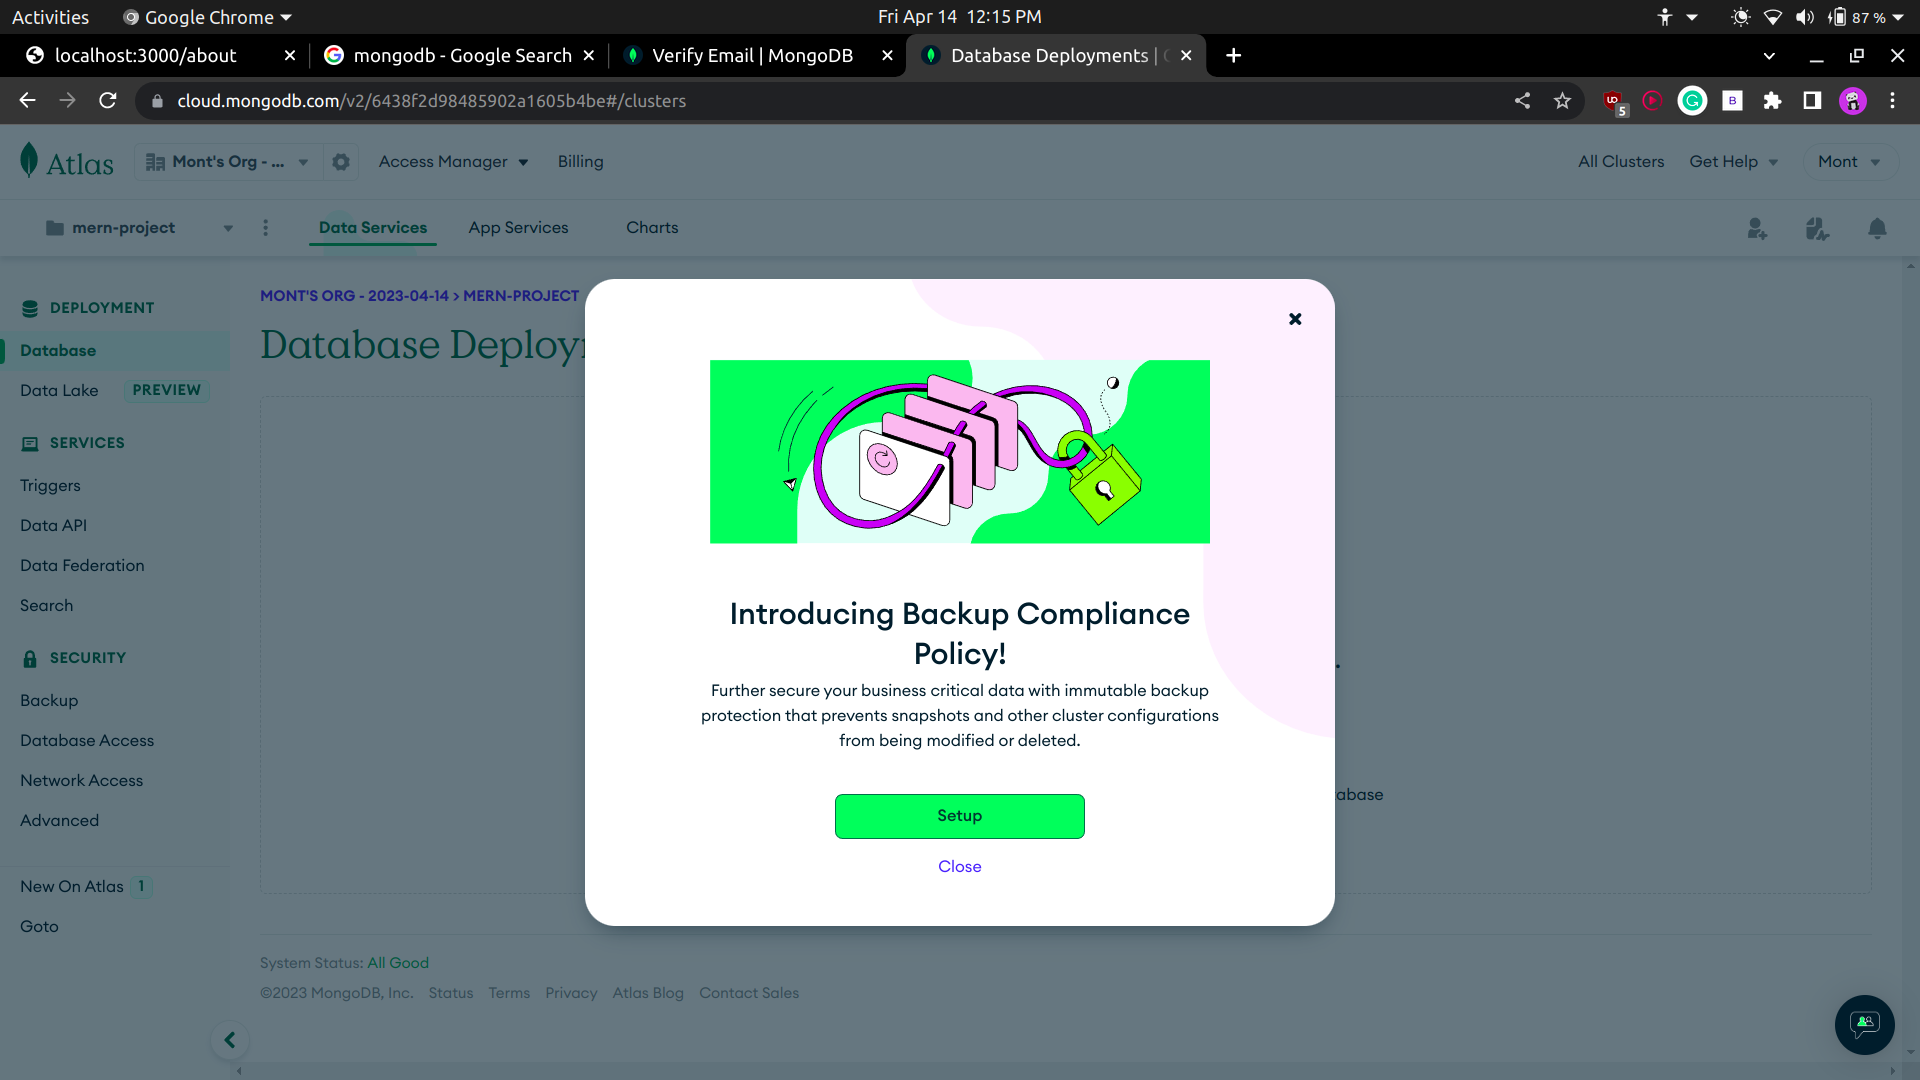 Activities
Google Chrome
Fri Apr 14 12:15 PM
87 %
localhost:3000/about
mongodb - Google Search
Verify Email | MongoDB
Database Deployments |
cloud.mongodb.com/v2/6438f2d98485902a1605b4be#/clusters
5
B
Atlas
Mont's Org - ...
Access Manager
Billing
All Clusters
Get Help
Mont
mern-project
Data Services
App Services
Charts
DEPLOYMENT
Database
Data Lake
PREVIEW
SERVICES
Triggers
Data API
Data Federation
Search
SECURITY
Backup
Database Access
Network Access
Advanced
New On Atlas 1
Goto
MONT'S ORG - 2023-04-14 > MERN-PROJECT
Database
Introducing Backup Compliance
Policy!
Further secure your business critical data with immutable backup
protection that prevents snapshots and other cluster configurations
from being modified or deleted.
Setup
Close
System Status: All Good
©2023 MongoDB, Inc.
Status
Terms
Privacy
Atlas Blog
Contact Sales